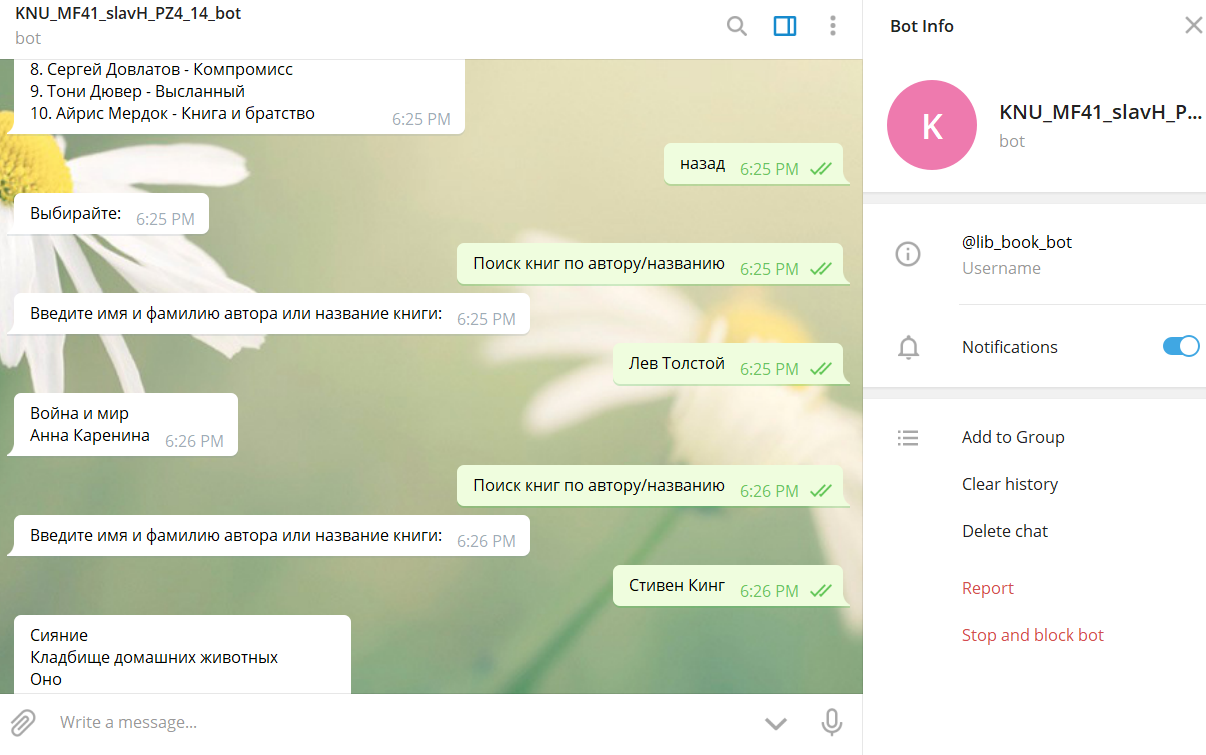 KNU_MF41_slavH_PZ4_14_bot
bot
8. Сергей Довлатов - Компромисс
9. Тони Дювер - Высланный
10. Айрис Мердок - Книга и братство
6:25 PM
назад 6:25 PM
Выбирайте: 6:25 PM
Поиск книг по автору/названию 6:25 PM
Введите имя и фамилию автора или название книги: 6:25 PM
Лев Толстой 6:25 PM
Война и мир
Анна Каренина 6:26 PM
Поиск книг по автору/названию 6:26 PM
Введите имя и фамилию автора или название книги: 6:26 PM
Стивен Кинг 6:26 PM
Сияние
Кладбище домашних животных
Оно
Write a message...
Bot Info
K
KNU_MF41_slavH_P...
bot
@lib_book_bot
Username
Notifications
Add to Group
Clear history
Delete chat
Report
Stop and block bot